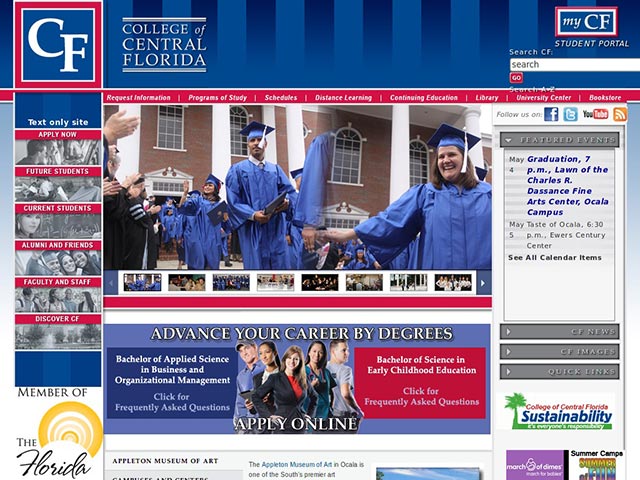 CF
COLLEGE of
CENTRAL
FLORIDA
my CF
STUDENT PORTAL
Search CF:
search
GO
Search A-Z
Request Information | Programs of Study | Schedules | Distance Learning | Continuing Education | Library | University Center | Bookstore
Text only site
APPLY NOW
FUTURE STUDENTS
CURRENT STUDENTS
ALUMNI AND FRIENDS
FACULTY AND STAFF
DISCOVER CF
MEMBER OF
THE
Florida
Follow us on:
You Tube
FEATURED EVENTS
May 4 Graduation, 7
p.m., Lawn of the
Charles R.
Dassance Fine
Arts Center, Ocala
Campus
May 5 Taste of Ocala, 6:30
p.m., Ewers Century
Center
See All Calendar Items
CF NEWS
CF IMAGES
QUICK LINKS
ADVANCE YOUR CAREER BY DEGREES
Bachelor of Applied Science
in Business and
Organizational Management
Click for
Frequently Asked Questions
Bachelor of Science in
Early Childhood Education
Click for
Frequently Asked Questions
APPLY ONLINE
College of Central Florida
Sustainability
it's everyone's responsibility
APPLETON MUSEUM OF ART
CAMPUSES AND CENTERS
The Appleton Museum of Art in Ocala is
one of the South's premier art
march of dimes
march for babies
Summer Camps
SUMMER
OF